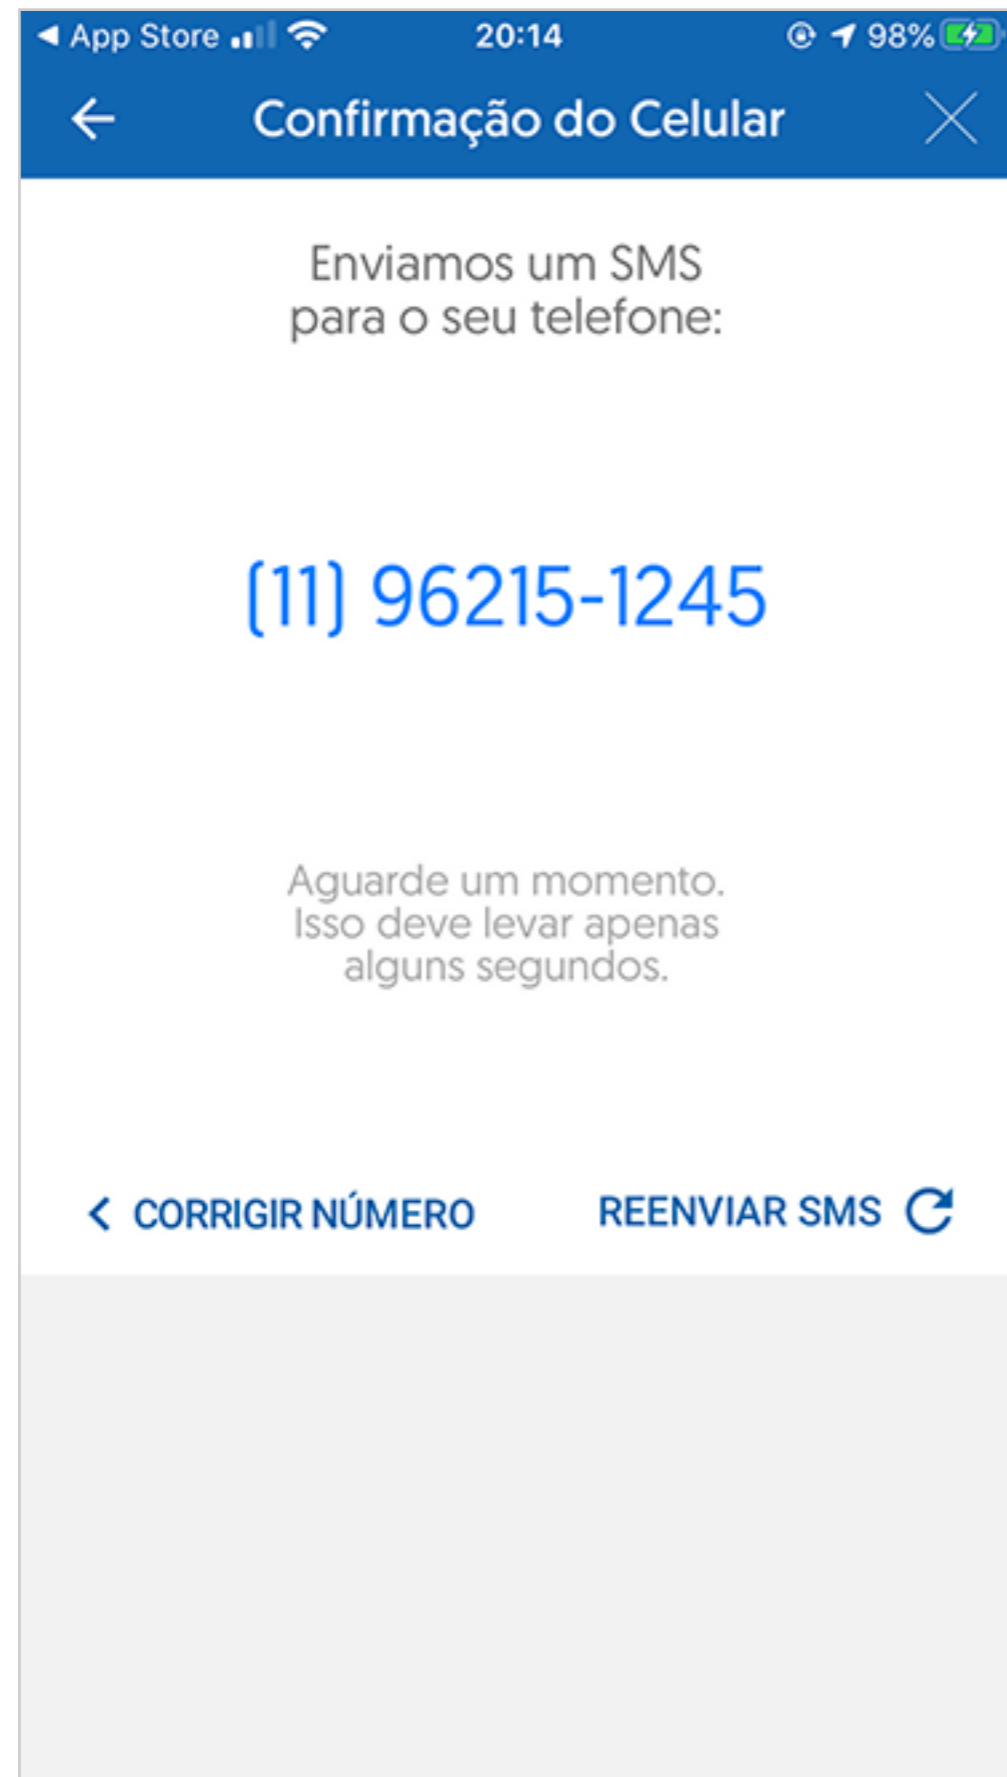 App Store 20:14 98%
Confirmação do Celular
Enviamos um SMS
para o seu telefone:
(11) 96215-1245
Aguarde um momento.
Isso deve levar apenas
alguns segundos.
CORRIGIR NÚMERO REENVIAR SMS